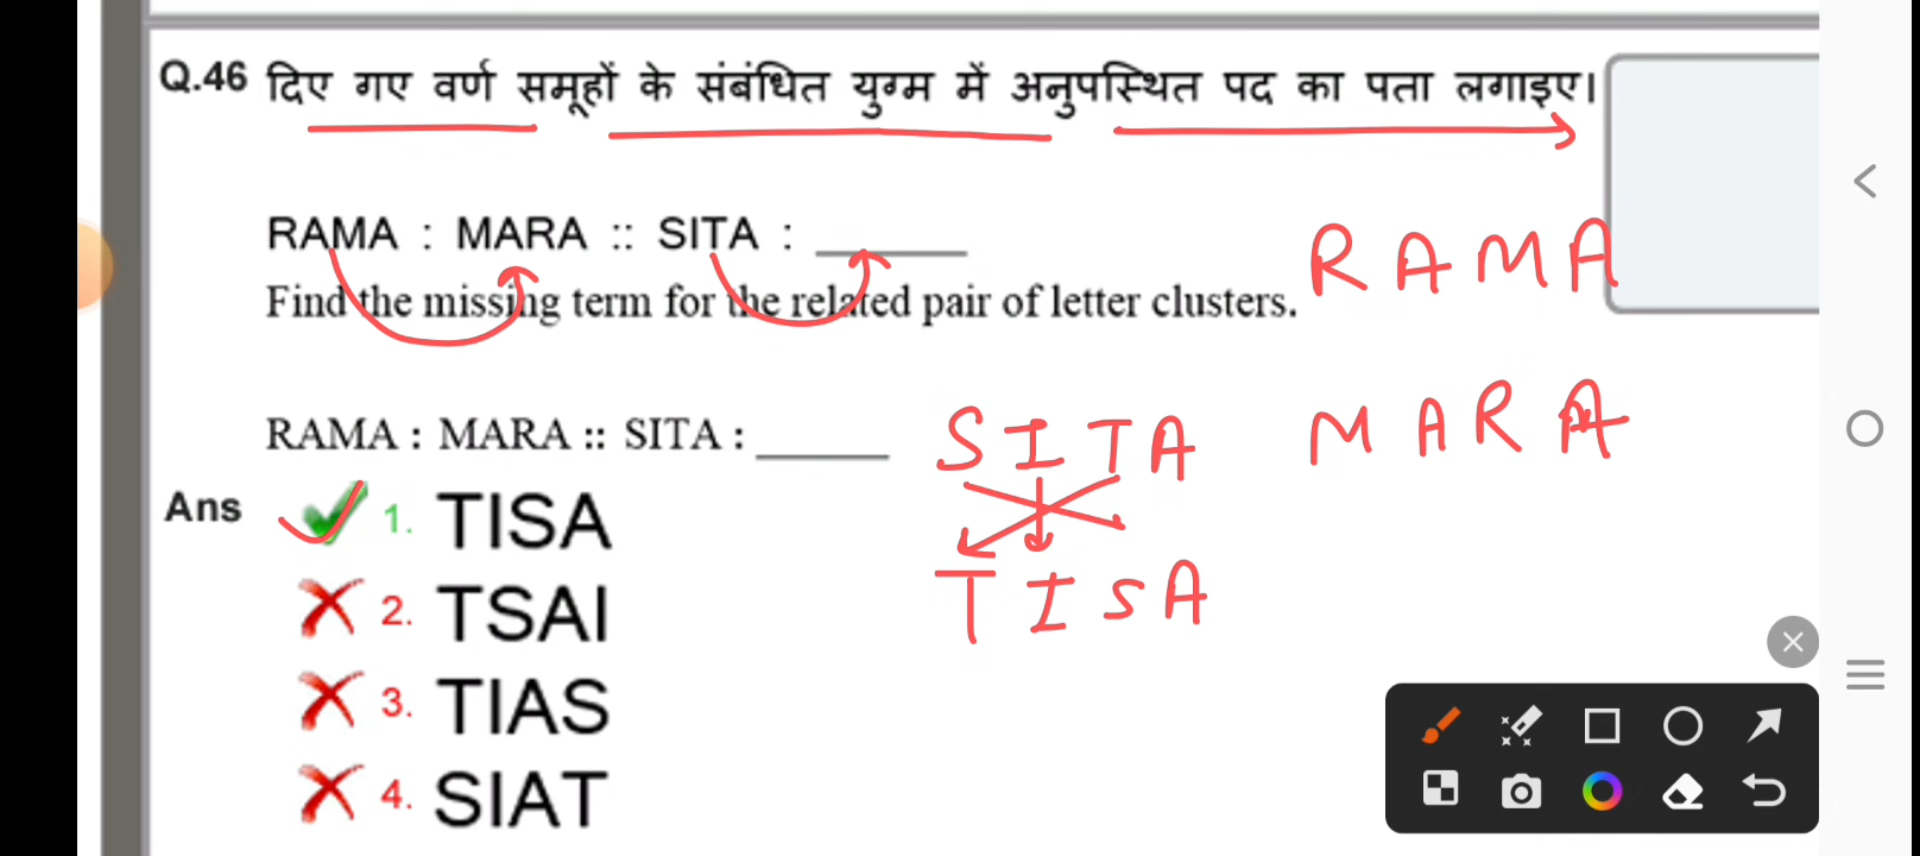 Q.46 दिए गए वर्ण समूहों के संबंधित युग्म में अनुपस्थित पद का पता लगाइए।
RAMA : MARA :: SITA : ______
RAMA
Find the missing term for the related pair of letter clusters.
RAMA : MARA :: SITA : ______
SITA
MARA
Ans
1. TISA
TISA
2. TSAI
3. TIAS
4. SIAT